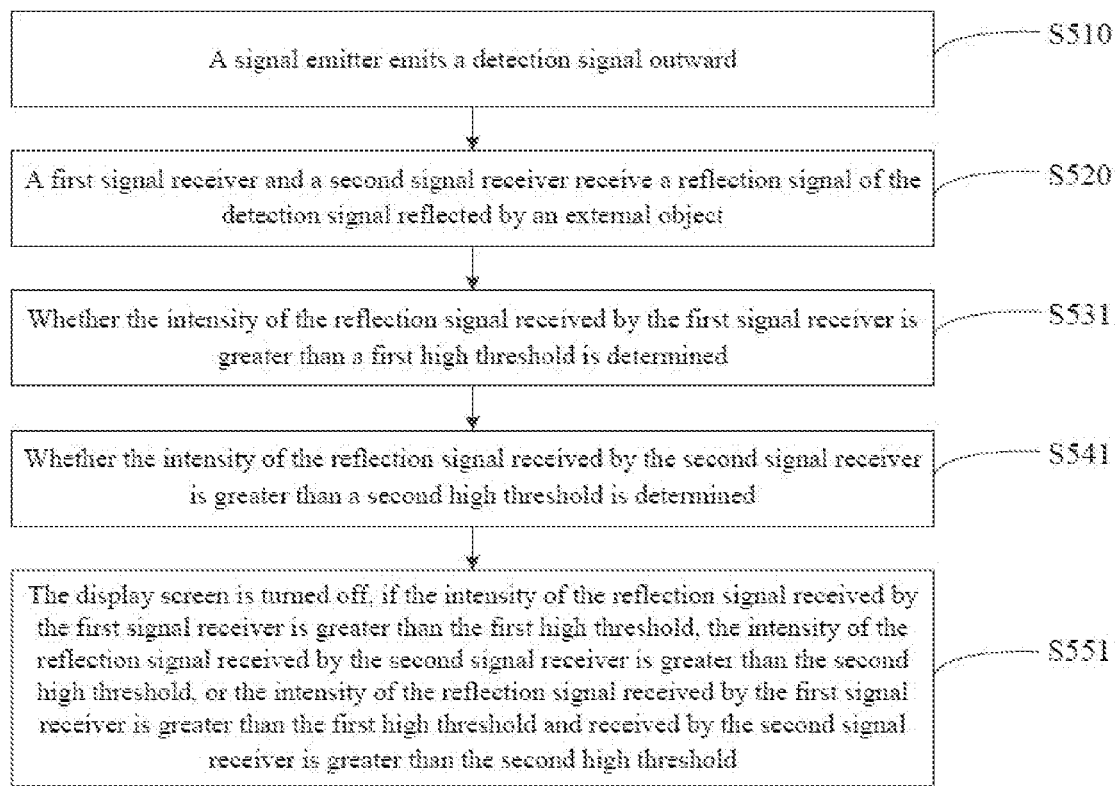 A signal emitter emits a detection signal outward
S510
A first signal receiver and a second signal receiver receive a reflection signal of the
detection signal reflected by an external object
S520
Whether the intensity of the reflection signal received by the first signal receiver is
greater than a first high threshold is determined
S531
Whether the intensity of the reflection signal received by the second signal receiver
is greater than a second high threshold is determined
S541
The display screen is turned off, if the intensity of the reflection signal received by
the first signal receiver is greater than the first high threshold, the intensity of the
reflection signal received by the second signal receiver is greater than the second
high threshold, or the intensity of the reflection signal received by the first signal
receiver is greater than the first high threshold and received by the second signal
receiver is greater than the second high threshold
S551